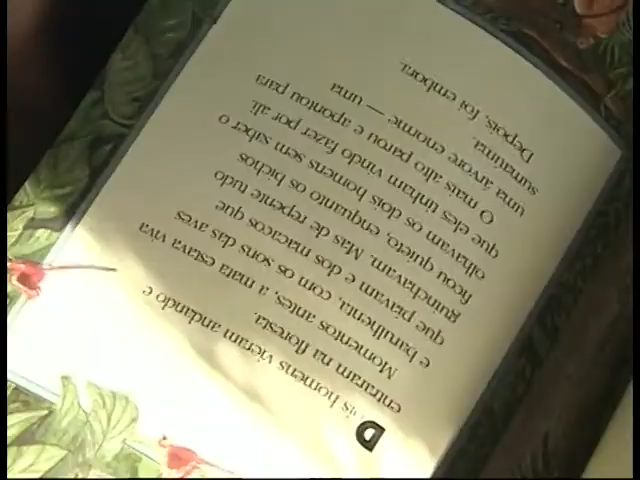 Dois homens vieram andando e
entraram na floresta.
Momentos antes, a mata estava viva
e barulhenta, com os sons das aves
que piavam e dos macacos que
guinchavam. Mas de repente tudo
ficou quieto, enquanto os bichos
olhavam os dois homens sem saber o
que eles tinham vindo fazer por ali.
O mais alto parou e apontou para
uma árvore enorme — uma
sumaúma.
Depois, foi embora.